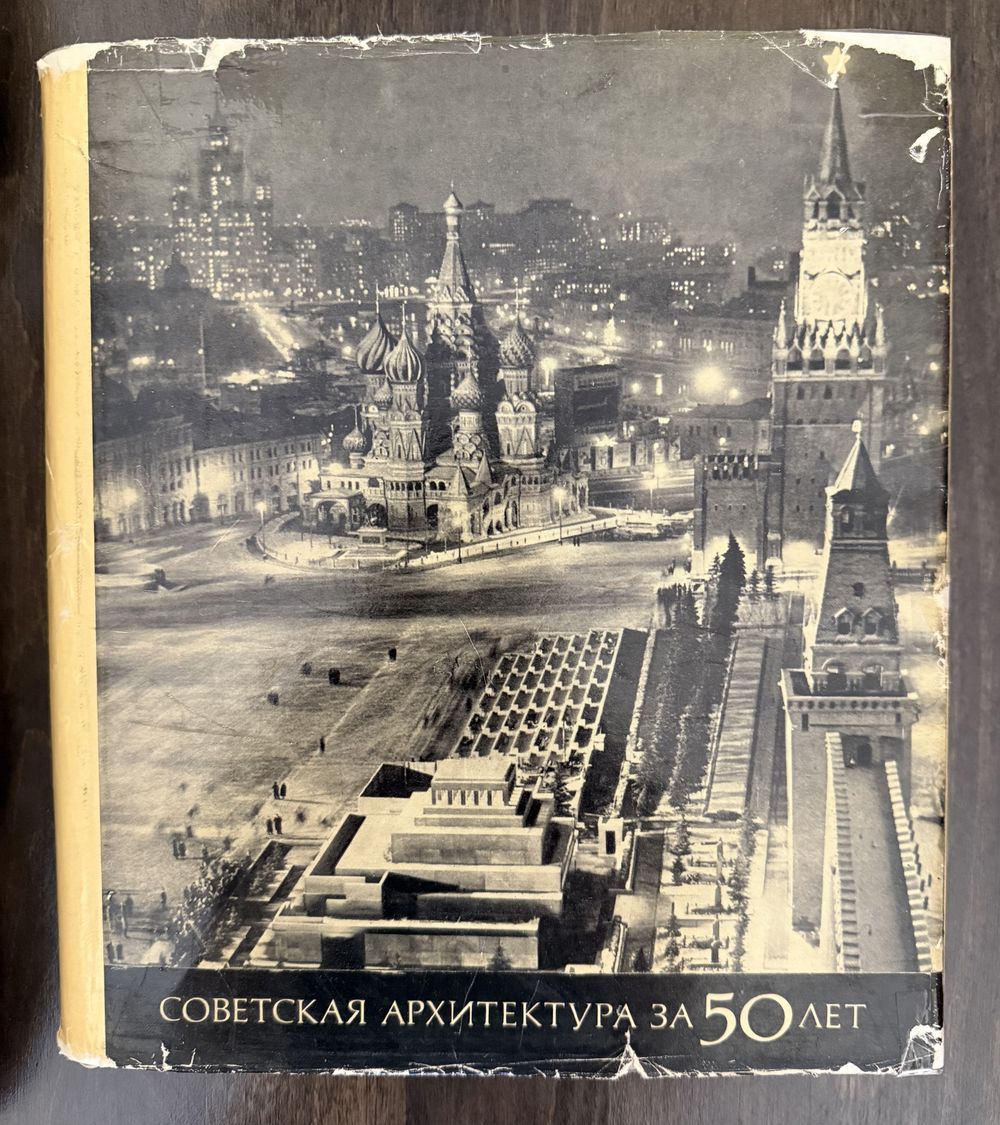 СОВЕТСКАЯ АРХИТЕКТУРА ЗА 50 ЛЕТ